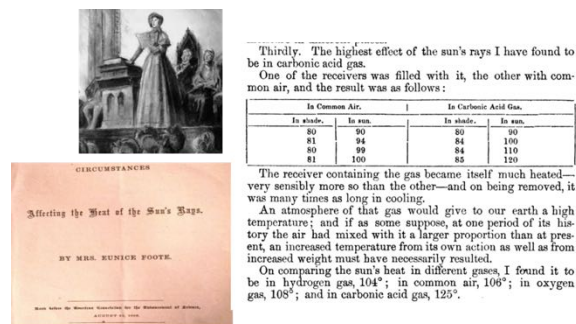 CIRCUMSTANCES
Affecting the Heat of the Sun's Rays.
BY MRS. EUNICE FOOTE.
Thirdly. The highest effect of the sun's rays I have found to
be in carbonic acid gas.
One of the receivers was filled with it, the other with com-
mon air, and the result was as follows:
In Common Air. In Carbonic Acid Gas.
In shade. In sun. In shade. In sun.
80 90 80 90
81 94 84 100
80 99 84 110
81 100 85 120
The receiver containing the gas became itself much heated—
very sensibly more so than the other—and on being removed, it
was many times as long in cooling.
An atmosphere of that gas would give to our earth a high
temperature; and if as some suppose, at one period of its his-
tory the air had mixed with it a larger proportion than at pres-
ent, an increased temperature from its own action as well as from
increased weight must have necessarily resulted.
On comparing the sun's heat in different gases, I found it to
be in hydrogen gas, 104°; in common air, 106°; in oxygen
gas, 108°; and in carbonic acid gas, 125°.